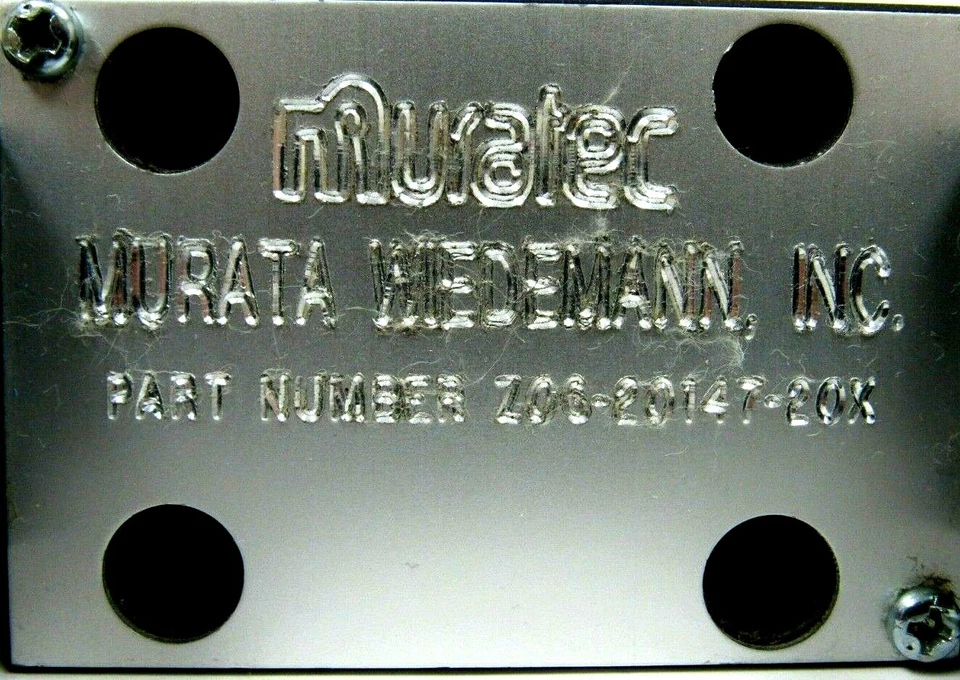 muratec
MURATA WIEDEMANN, INC.
PART NUMBER Z06-20147-20X